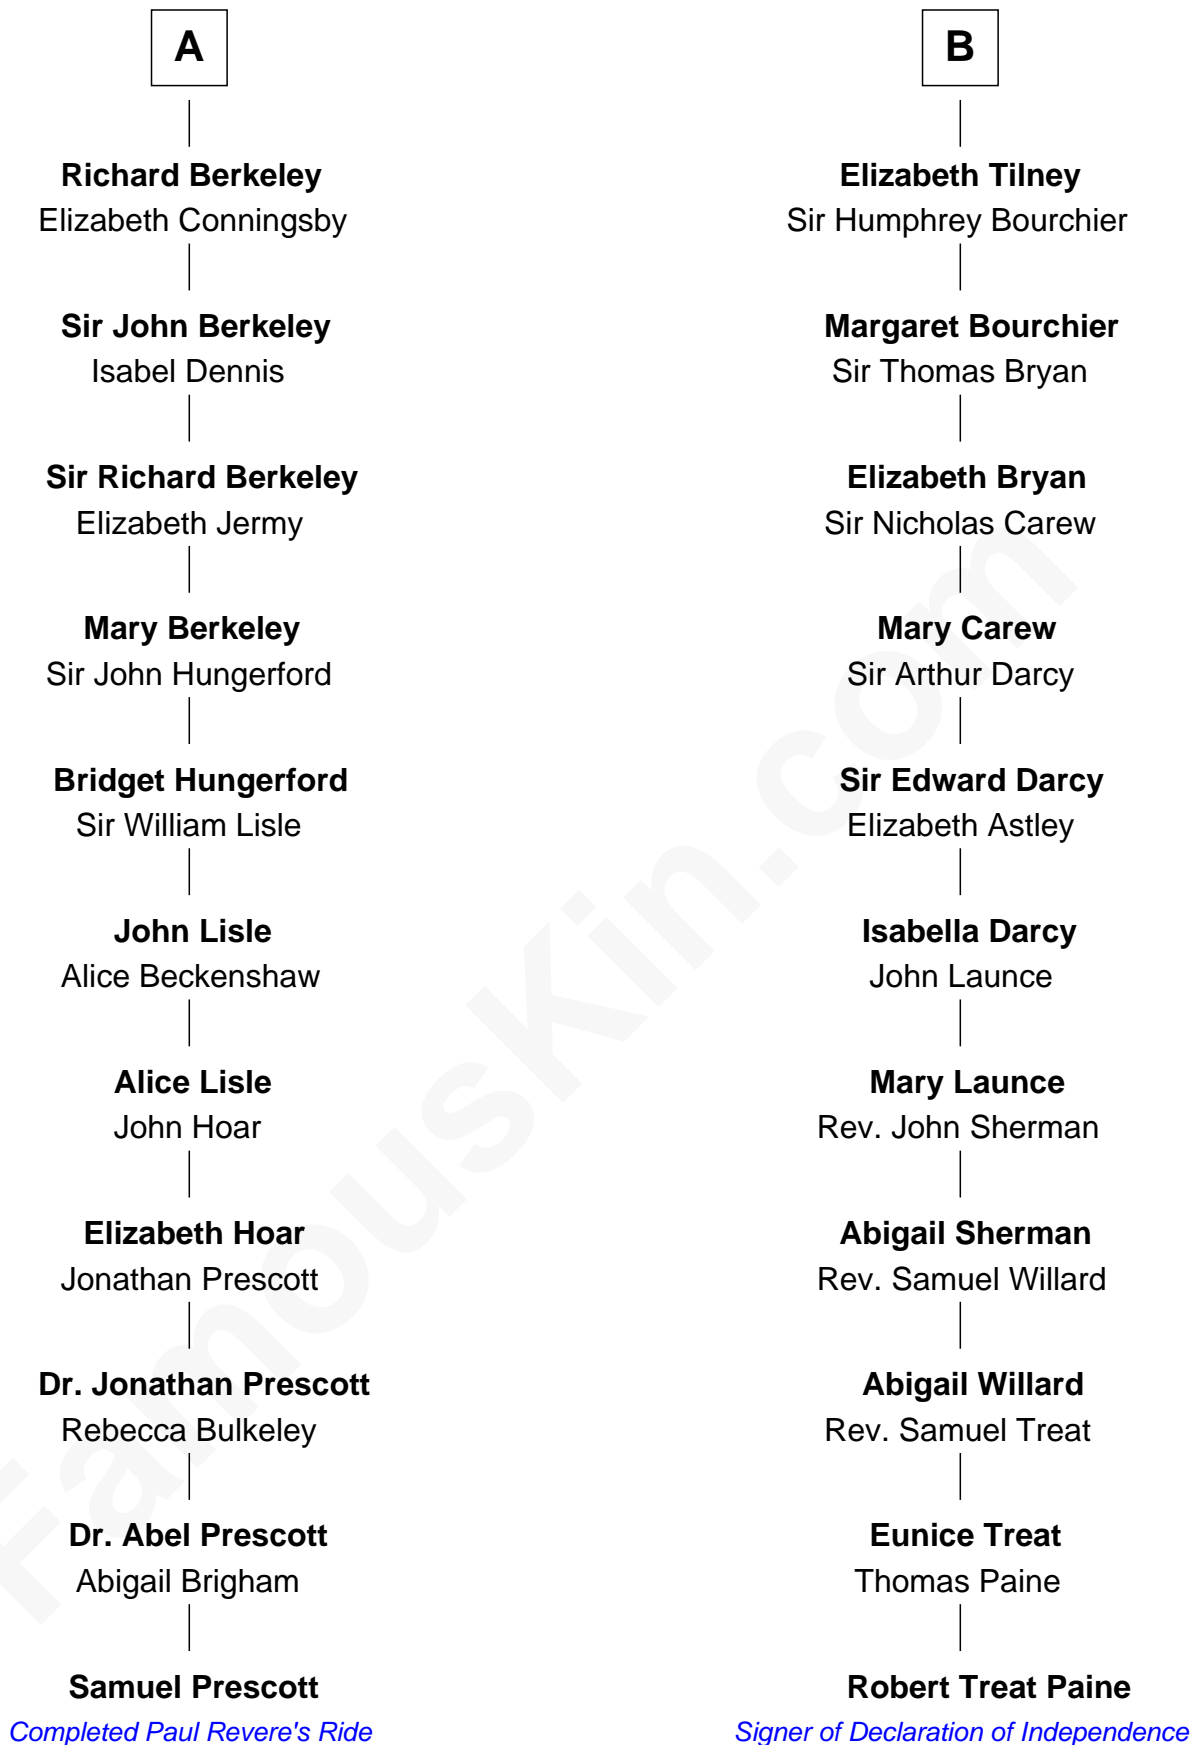 A
Richard Berkeley
Elizabeth Conningsby
Sir John Berkeley
Isabel Dennis
Sir Richard Berkeley
Elizabeth Jermy
Mary Berkeley
Sir John Hungerford
Bridget Hungerford
Sir William Lisle
John Lisle
Alice Beckenshaw
Alice Lisle
John Hoar
Elizabeth Hoar
Jonathan Prescott
Dr. Jonathan Prescott
Rebecca Bulkeley
Dr. Abel Prescott
Abigail Brigham
Samuel Prescott
Completed Paul Revere's Ride
B
Elizabeth Tilney
Sir Humphrey Bourchier
Margaret Bourchier
Sir Thomas Bryan
Elizabeth Bryan
Sir Nicholas Carew
Mary Carew
Sir Arthur Darcy
Sir Edward Darcy
Elizabeth Astley
Isabella Darcy
John Launce
Mary Launce
Rev. John Sherman
Abigail Sherman
Rev. Samuel Willard
Abigail Willard
Rev. Samuel Treat
Eunice Treat
Thomas Paine
Robert Treat Paine
Signer of Declaration of Independence
FamousKin.com